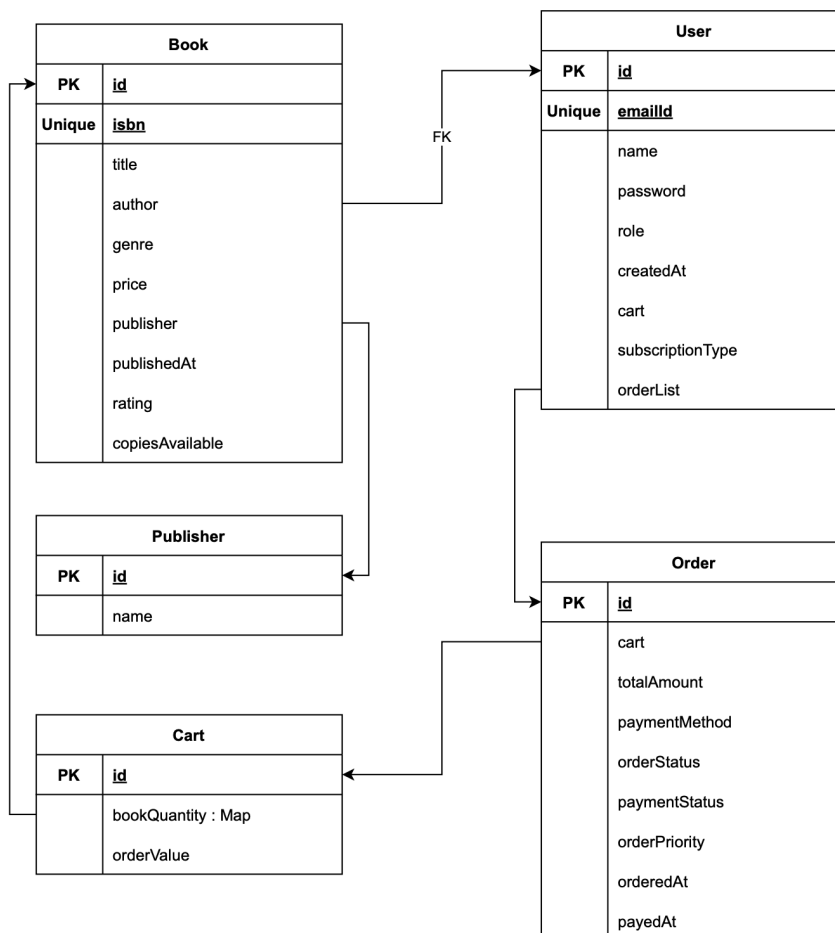 Book
PK id
Unique isbn
title
author
genre
price
publisher
publishedAt
rating
copiesAvailable
FK
User
PK id
Unique emailId
name
password
role
createdAt
cart
subscriptionType
orderList
Publisher
PK id
name
Cart
PK id
bookQuantity : Map
orderValue
Order
PK id
cart
totalAmount
paymentMethod
orderStatus
paymentStatus
orderPriority
orderedAt
payedAt